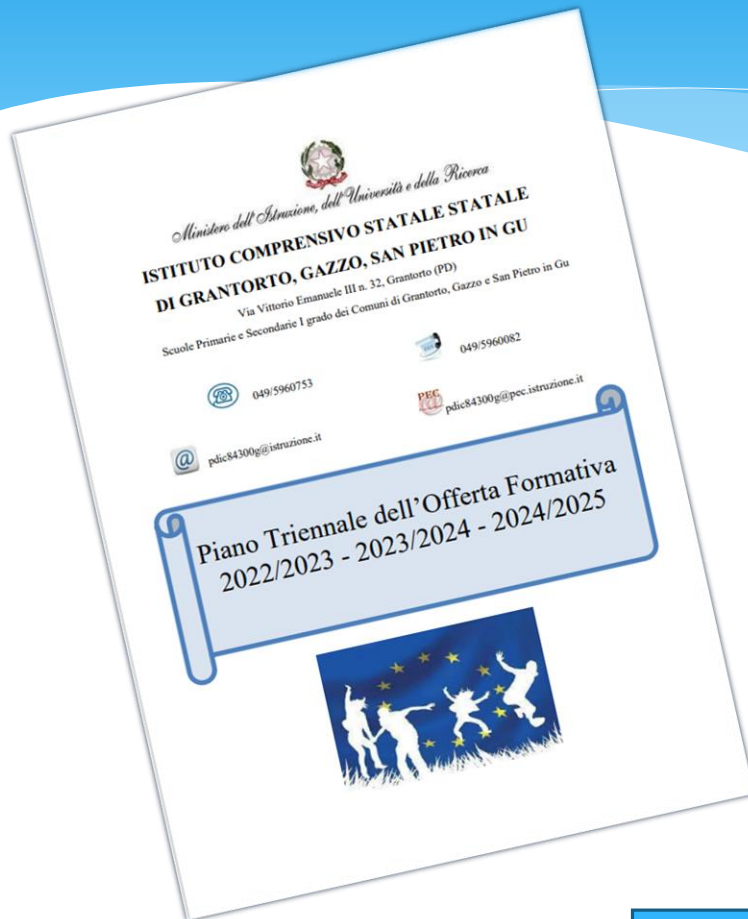 Ministero dell'Istruzione, dell'Università e della Ricerca
ISTITUTO COMPRENSIVO STATALE STATALE
DI GRANTORTO, GAZZO, SAN PIETRO IN GU
Via Vittorio Emanuele III n. 32, Grantorto (PD)
Scuole Primarie e Secondarie I grado dei Comuni di Grantorto, Gazzo e San Pietro in Gu
049/5960753
049/5960082
@ pdic84300g@istruzione.it
PEC pdic84300g@pec.istruzione.it
Piano Triennale dell'Offerta Formativa
2022/2023 - 2023/2024 - 2024/2025